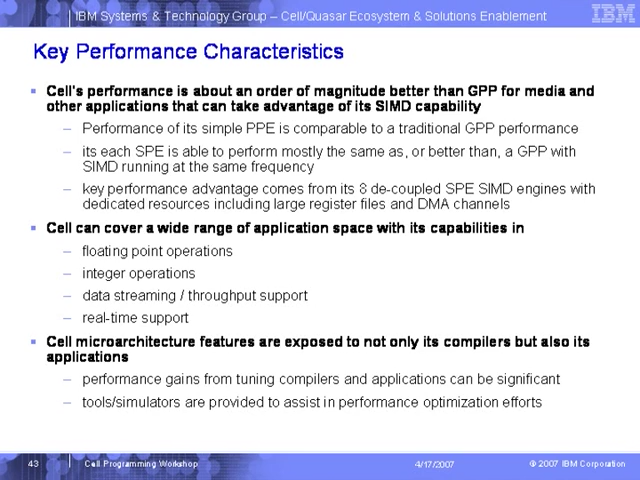 IBM Systems & Technology Group – Cell/Quasar Ecosystem & Solutions Enablement
IBM
Key Performance Characteristics
▪ Cell's performance is about an order of magnitude better than GPP for media and
other applications that can take advantage of its SIMD capability
– Performance of its simple PPE is comparable to a traditional GPP performance
– its each SPE is able to perform mostly the same as, or better than, a GPP with
SIMD running at the same frequency
– key performance advantage comes from its 8 de-coupled SPE SIMD engines with
dedicated resources including large register files and DMA channels
▪ Cell can cover a wide range of application space with its capabilities in
– floating point operations
– integer operations
– data streaming / throughput support
– real-time support
▪ Cell microarchitecture features are exposed to not only its compilers but also its
applications
– performance gains from tuning compilers and applications can be significant
– tools/simulators are provided to assist in performance optimization efforts
43 Cell Programming Workshop 4/17/2007 © 2007 IBM Corporation